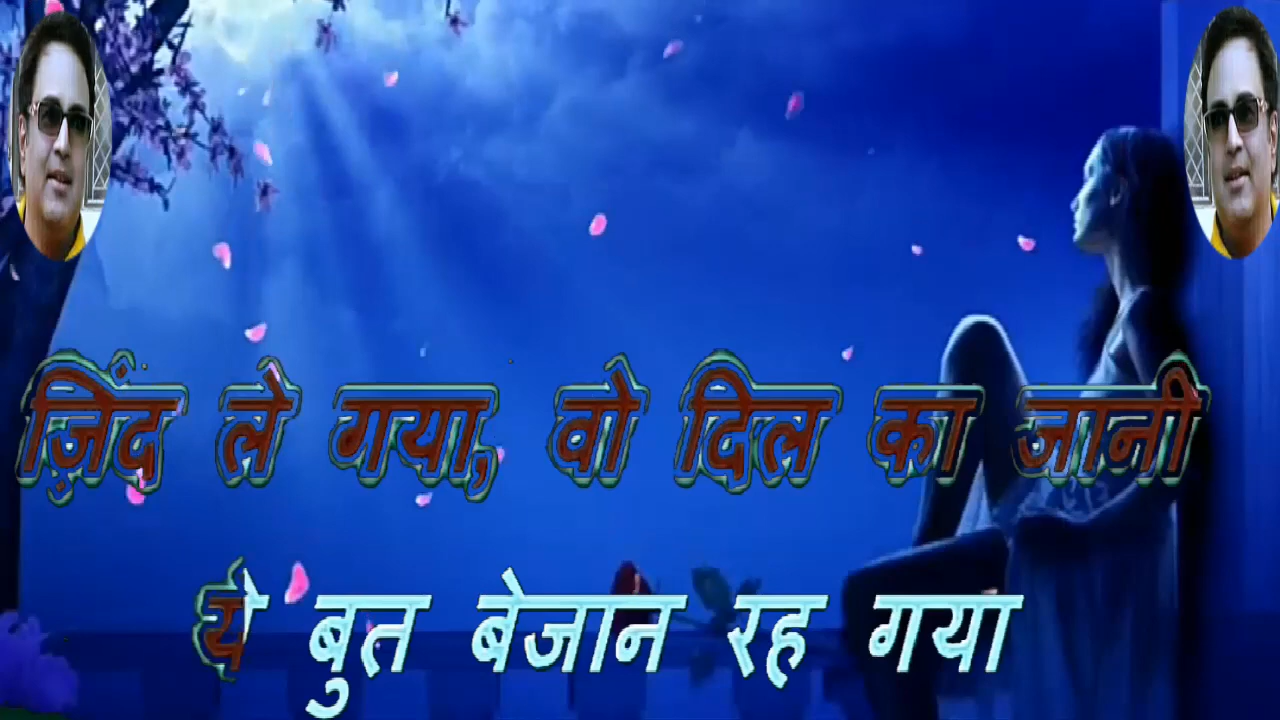 ज़िंद ले गया, वो दिल का जानी
ये बुत बेजान रह गया